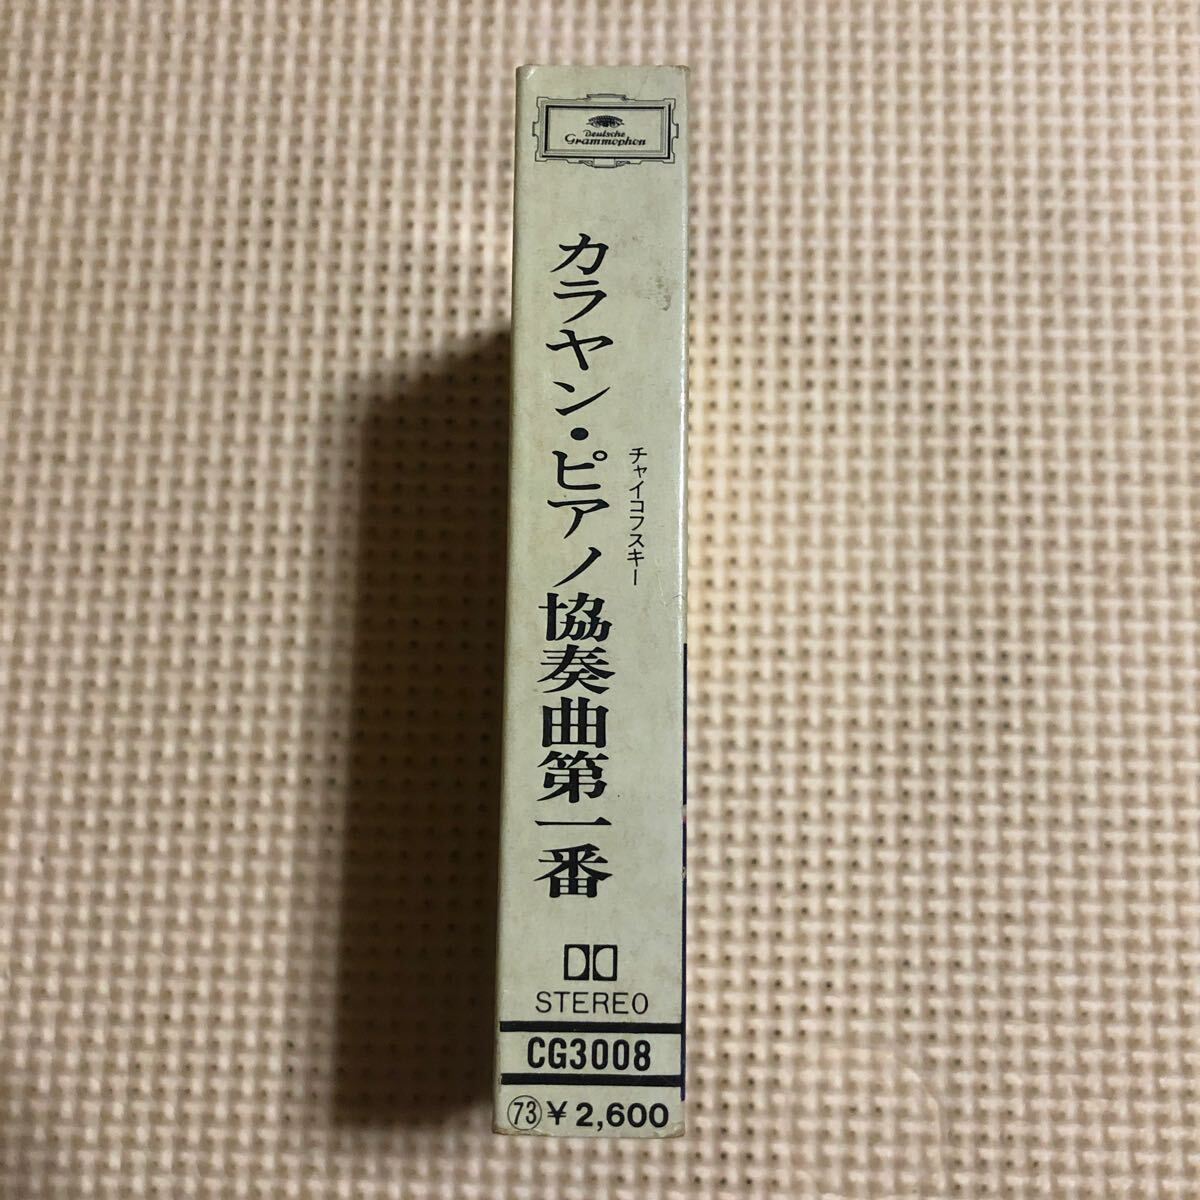 Deutsche
Grammophon
カラヤン・ピアノ協奏曲第一番
チャイコフスキー
STEREO
CG3008
73 ¥2,600